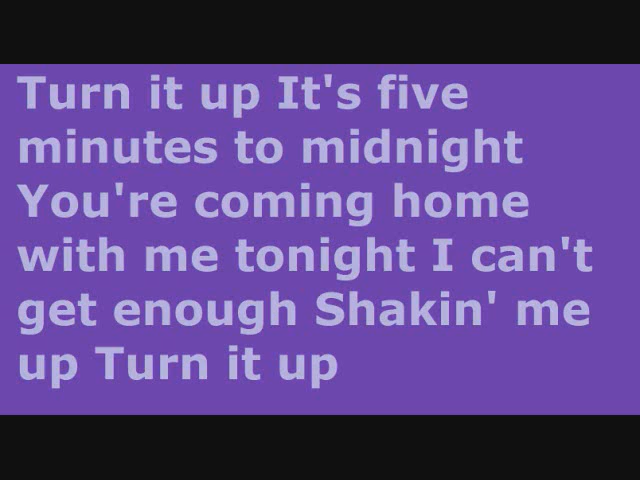 Turn it up It's five
minutes to midnight
You're coming home
with me tonight I can't
get enough Shakin' me
up Turn it up